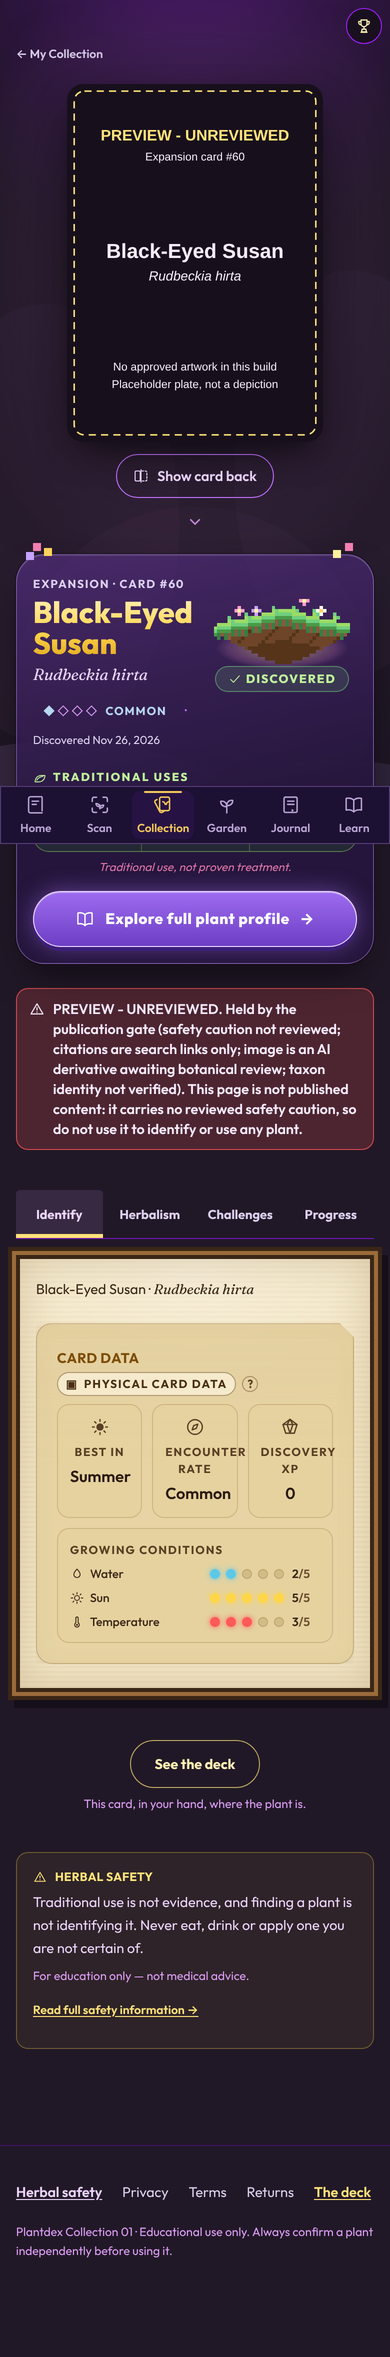 ← My Collection
PREVIEW - UNREVIEWED
Expansion card #60
Black-Eyed Susan
Rudbeckia hirta
No approved artwork in this build
Placeholder plate, not a depiction
Show card back
EXPANSION · CARD #60
Black-Eyed
Susan
Rudbeckia hirta
DISCOVERED
COMMON
Discovered Nov 26, 2026
TRADITIONAL USES
Home Scan Collection Garden Journal Learn
Traditional use, not proven treatment.
Explore full plant profile →
PREVIEW - UNREVIEWED. Held by the
publication gate (safety caution not reviewed;
citations are search links only; image is an AI
derivative awaiting botanical review; taxon
identity not verified). This page is not published
content: it carries no reviewed safety caution, so
do not use it to identify or use any plant.
Identify Herbalism Challenges Progress
Black-Eyed Susan · Rudbeckia hirta
CARD DATA
PHYSICAL CARD DATA ?
BEST IN
Summer
ENCOUNTER
RATE
Common
DISCOVERY
XP
0
GROWING CONDITIONS
Water 2/5
Sun 5/5
Temperature 3/5
See the deck
This card, in your hand, where the plant is.
HERBAL SAFETY
Traditional use is not evidence, and finding a plant is
not identifying it. Never eat, drink or apply one you
are not certain of.
For education only — not medical advice.
Read full safety information →
Herbal safety Privacy Terms Returns The deck
Plantdex Collection 01 · Educational use only. Always confirm a plant
independently before using it.